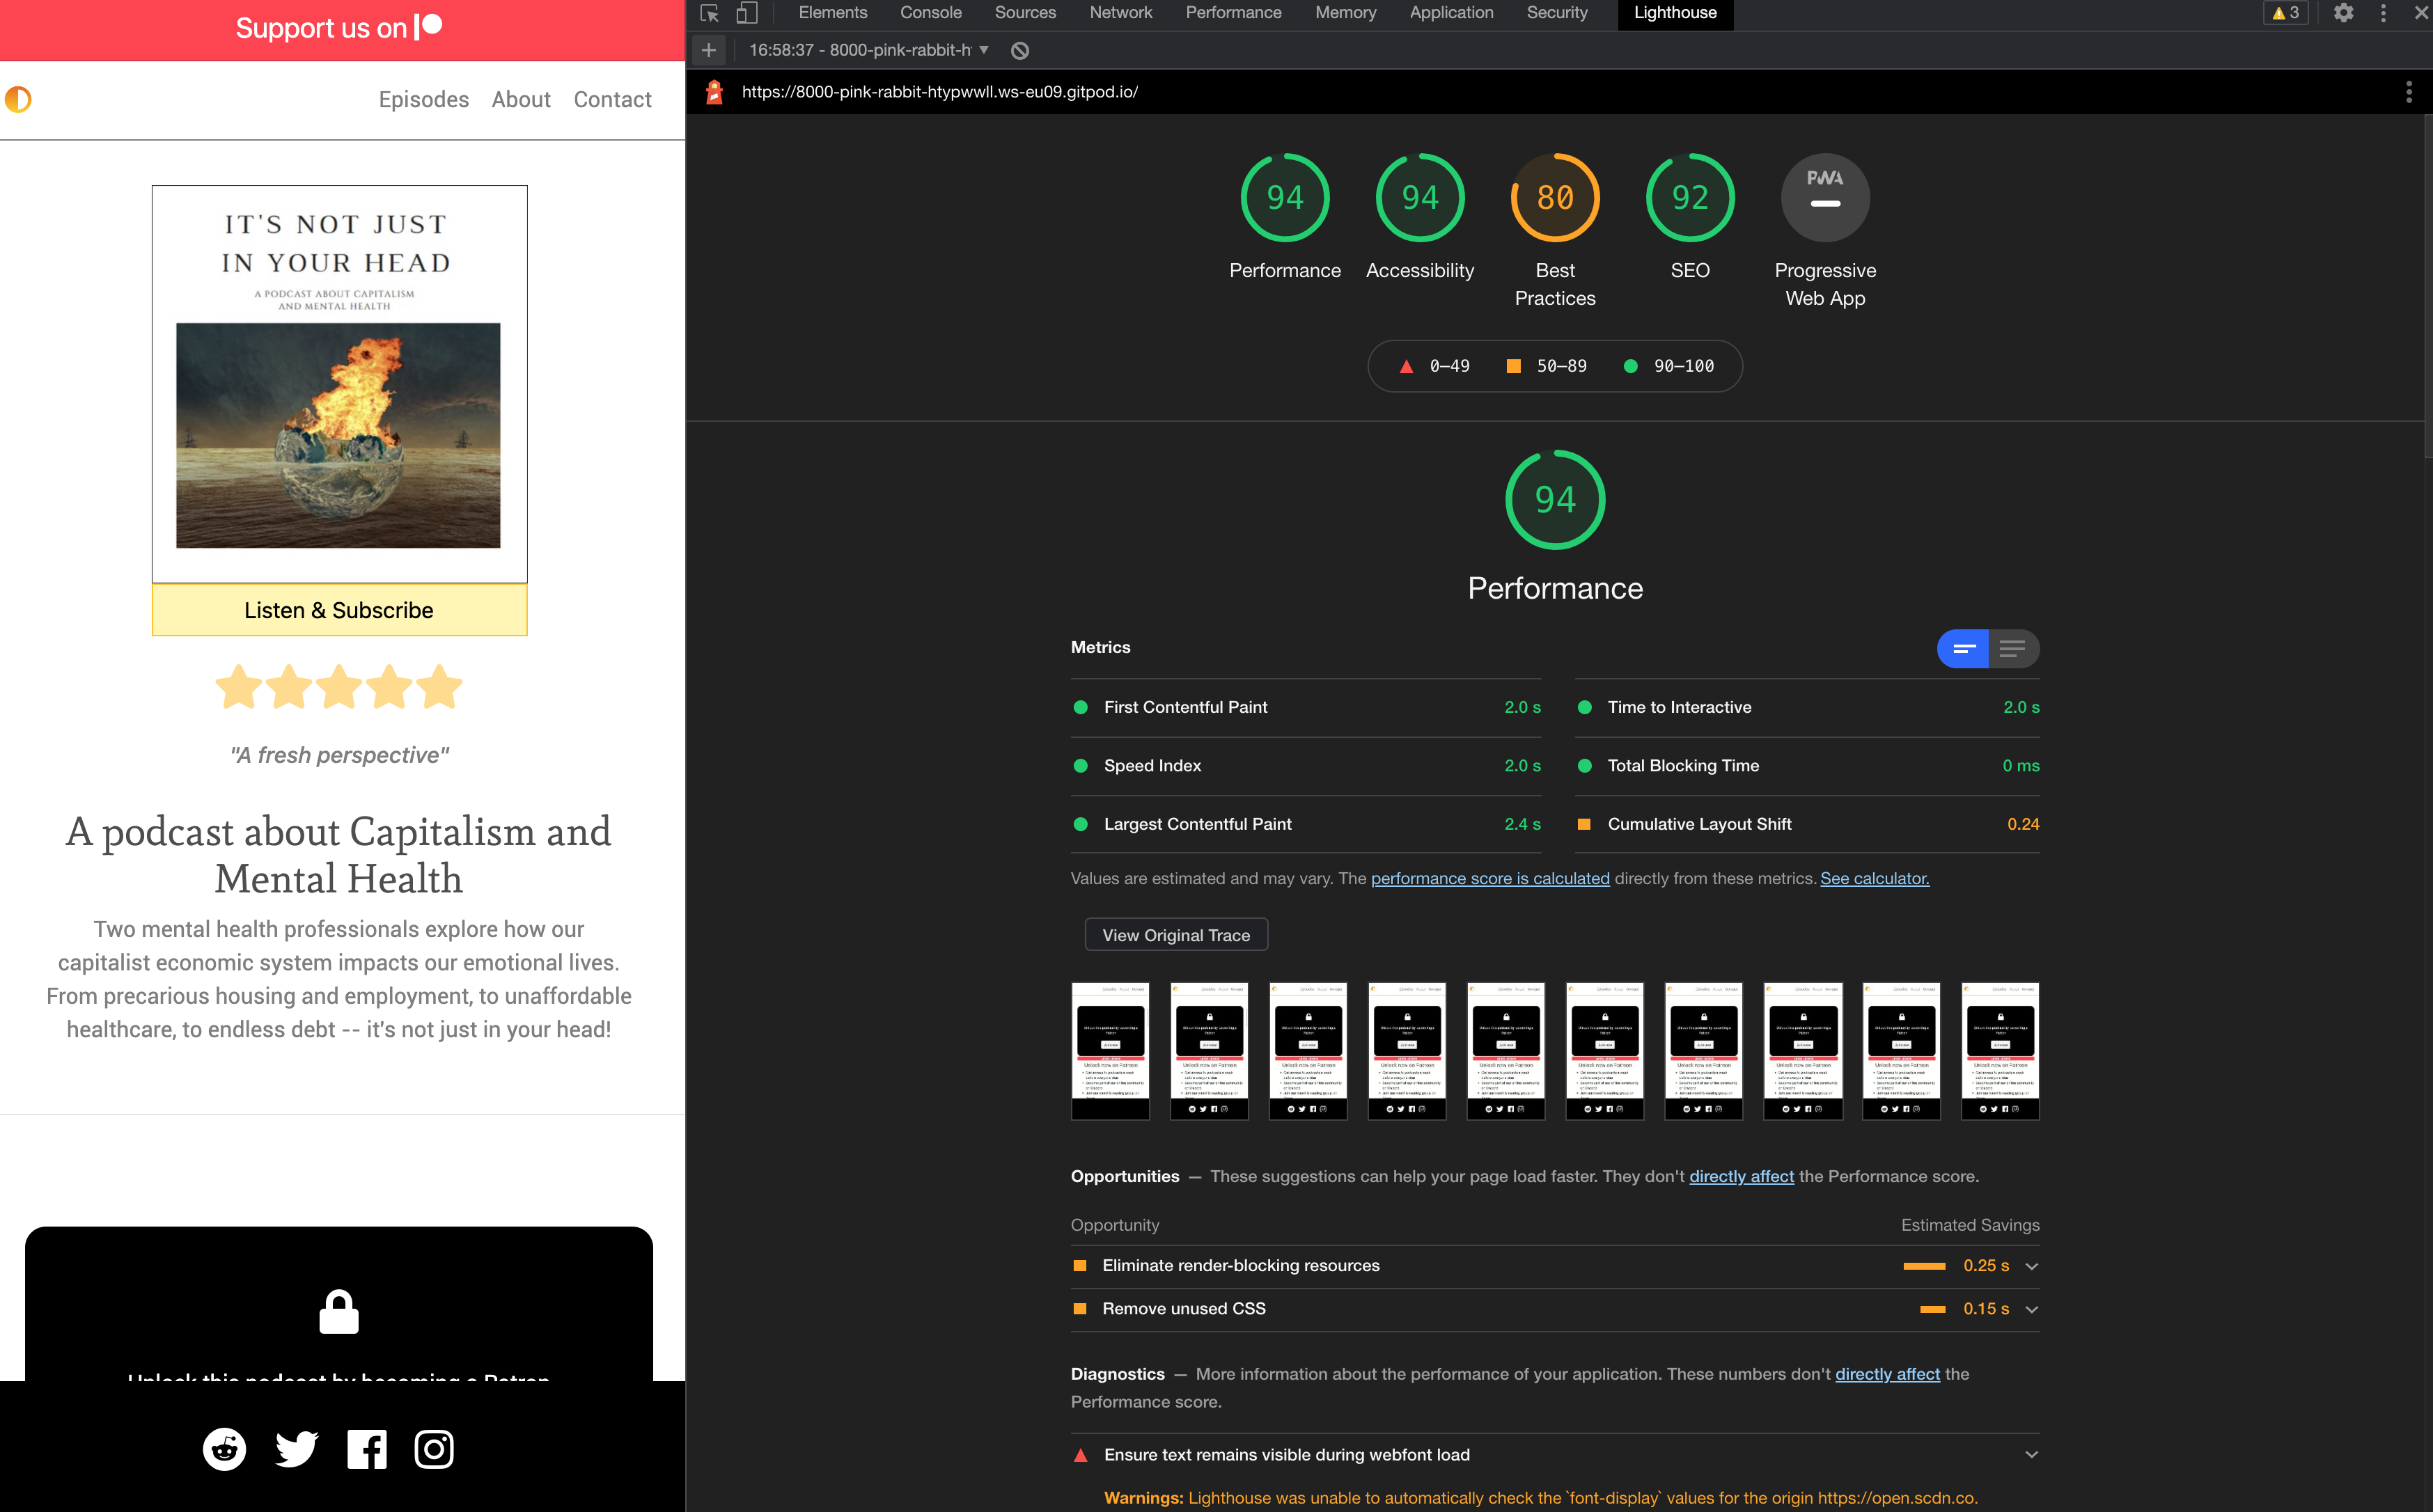 Support us on
Episodes About Contact
IT'S NOT JUST
IN YOUR HEAD
A PODCAST ABOUT CAPITALISM
AND MENTAL HEALTH
Listen & Subscribe
"A fresh perspective"
A podcast about Capitalism and
Mental Health
Two mental health professionals explore how our
capitalist economic system impacts our emotional lives.
From precarious housing and employment, to unaffordable
healthcare, to endless debt -- it's not just in your head!
Unlock this podcast by becoming a Patron
Elements Console Sources Network Performance Memory Application Security Lighthouse 3
16:58:37 - 8000-pink-rabbit-h
https://8000-pink-rabbit-htypwwll.ws-eu09.gitpod.io/
94 94 80 92 PWA
Performance Accessibility Best SEO Progressive
Practices Web App
0–49 50–89 90–100
94
Performance
Metrics
First Contentful Paint 2.0 s Time to Interactive 2.0 s
Speed Index 2.0 s Total Blocking Time 0 ms
Largest Contentful Paint 2.4 s Cumulative Layout Shift 0.24
Values are estimated and may vary. The performance score is calculated directly from these metrics. See calculator.
View Original Trace
Opportunities — These suggestions can help your page load faster. They don't directly affect the Performance score.
Opportunity Estimated Savings
Eliminate render-blocking resources 0.25 s
Remove unused CSS 0.15 s
Diagnostics — More information about the performance of your application. These numbers don't directly affect the
Performance score.
Ensure text remains visible during webfont load
Warnings: Lighthouse was unable to automatically check the `font-display` values for the origin https://open.scdn.co.